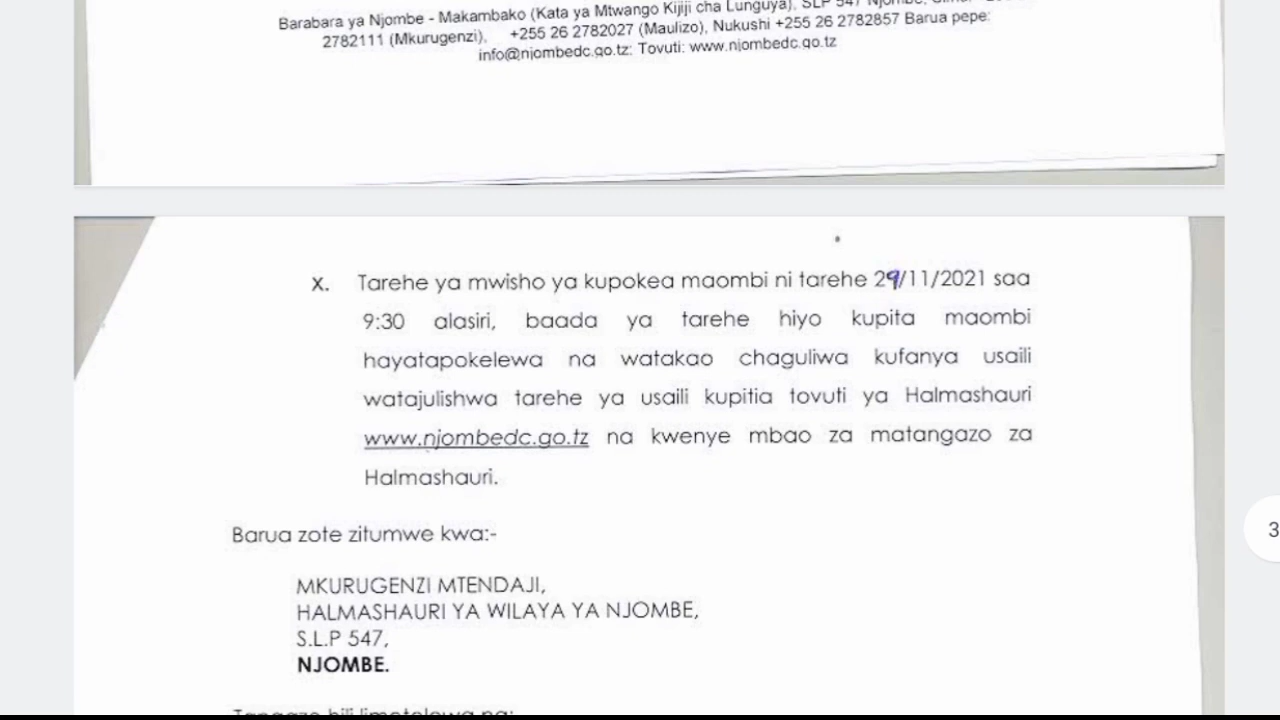 Barabara ya Njombe - Makambako (Kata ya Mtwango Kijiji cha Lunguya), SLP 547 Njombe,
2782111 (Mkurugenzi), +255 26 2782027 (Maulizo), Nukushi +255 26 2782857 Barua pepe:
info@njombedc.go.tz: Tovuti: www.njombedc.go.tz
x. Tarehe ya mwisho ya kupokea maombi ni tarehe 29/11/2021 saa
9:30 alasiri, baada ya tarehe hiyo kupita maombi
hayatapokelewa na watakao chaguliwa kufanya usaili
watajulishwa tarehe ya usaili kupitia tovuti ya Halmashauri
www.njombedc.go.tz na kwenye mbao za matangazo za
Halmashauri.
3
Barua zote zitumwe kwa:-
MKURUGENZI MTENDAJI,
HALMASHAURI YA WILAYA YA NJOMBE,
S.L.P 547,
NJOMBE.